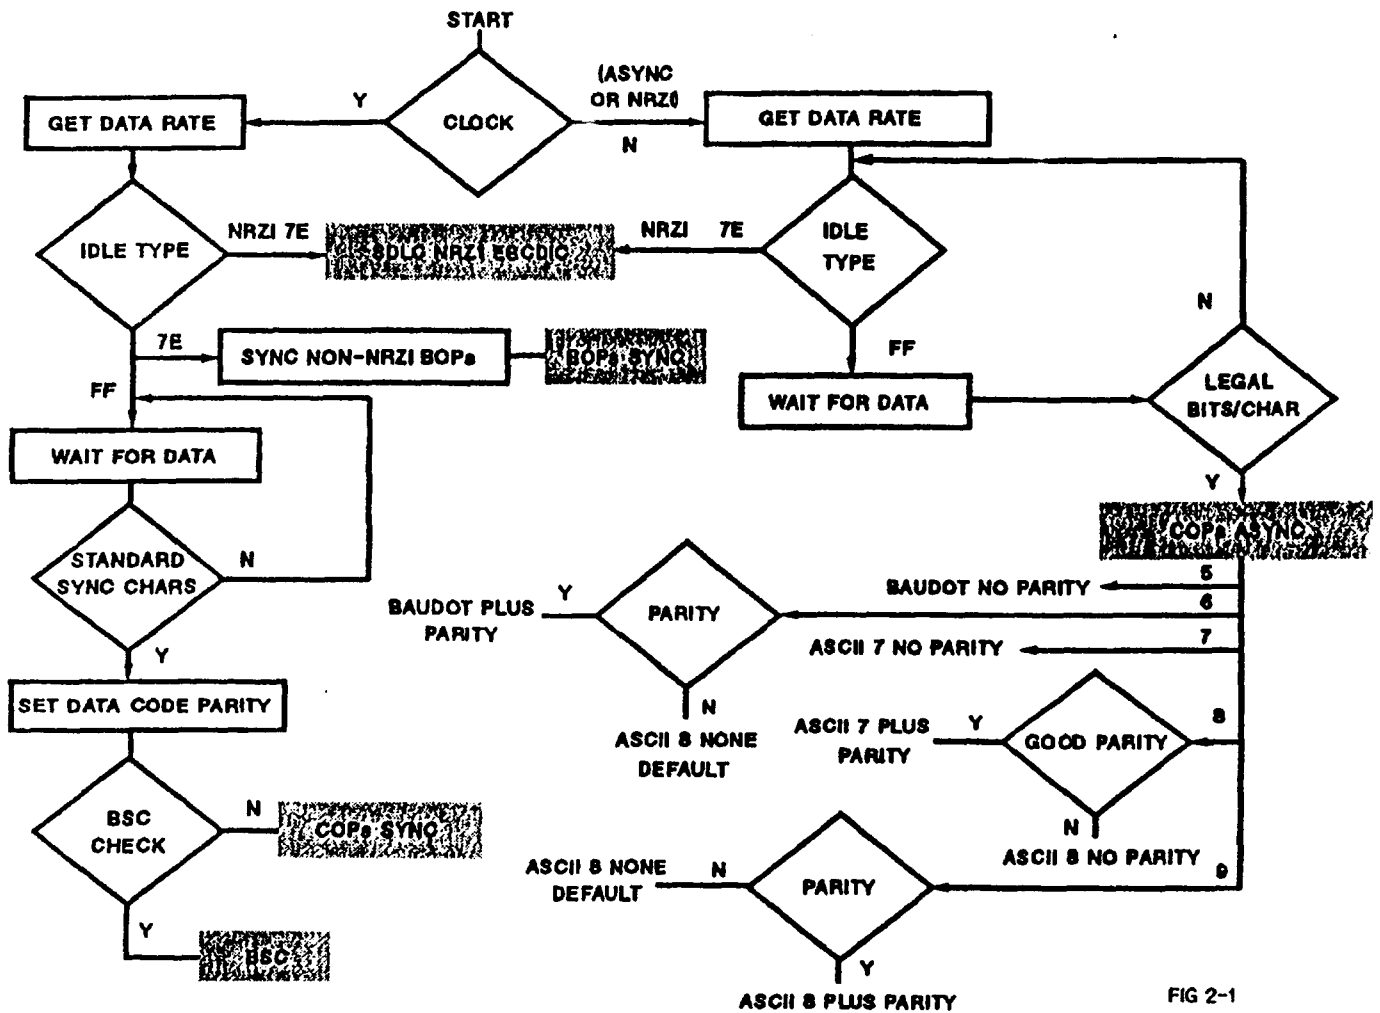 START
(ASYNC
OR NRZI)
Y
CLOCK
N
GET DATA RATE
GET DATA RATE
IDLE TYPE
NRZI 7E
SDLC NRZI EBCDIC
NRZI 7E
IDLE
TYPE
N
7E
SYNC NON-NRZI BOPs
BOPs SYNC
FF
FF
WAIT FOR DATA
LEGAL
BITS/CHAR
WAIT FOR DATA
Y
COPs ASYNC
STANDARD
SYNC CHARS
N
Y
5
BAUDOT NO PARITY
6
PARITY
Y
BAUDOT PLUS
PARITY
7
ASCII 7 NO PARITY
N
ASCII 8 NONE
DEFAULT
SET DATA CODE PARITY
8
GOOD PARITY
Y
ASCII 7 PLUS
PARITY
N
ASCII 8 NO PARITY
BSC
CHECK
N
COPs SYNC
Y
BSC
9
PARITY
N
ASCII 8 NONE
DEFAULT
Y
ASCII 8 PLUS PARITY
FIG 2-1